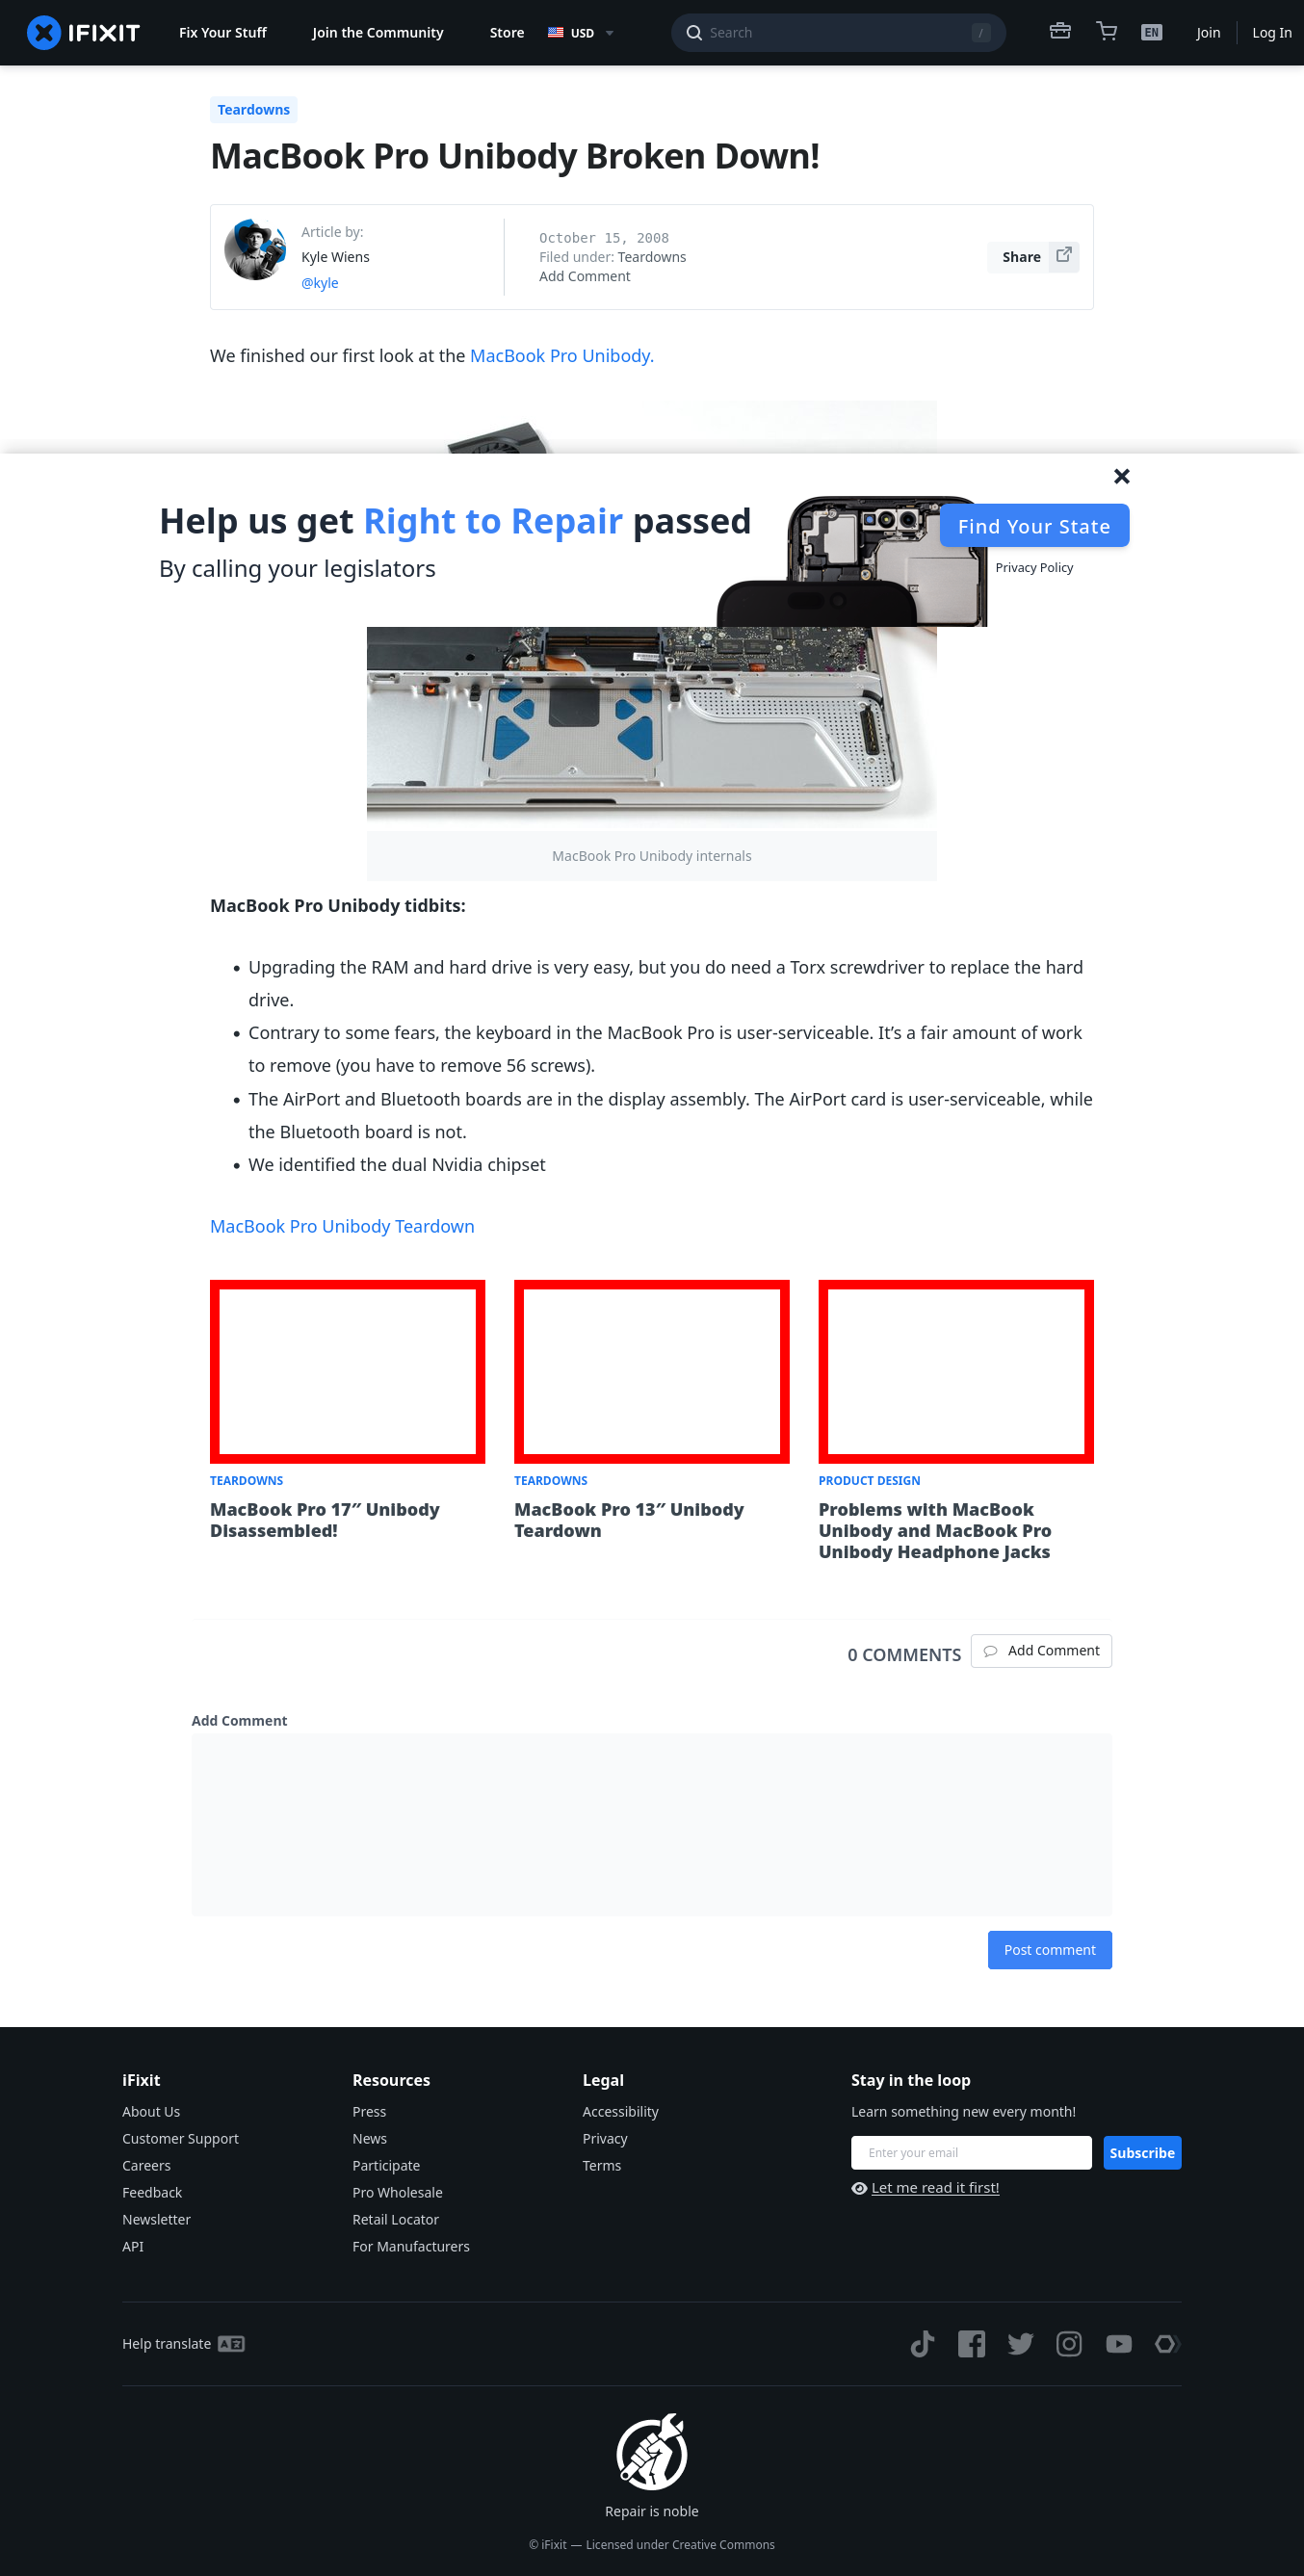 IFIXIT
Fix Your Stuff
Join the Community
Store
USD
Search
/
EN
Join
Log In
Teardowns
MacBook Pro Unibody Broken Down!
Article by:
Kyle Wiens
@kyle
October 15, 2008
Filed under: Teardowns
Add Comment
Share
We finished our first look at the MacBook Pro Unibody.
Help us get Right to Repair passed
By calling your legislators
Find Your State
Privacy Policy
MacBook Pro Unibody internals
MacBook Pro Unibody tidbits:
• Upgrading the RAM and hard drive is very easy, but you do need a Torx screwdriver to replace the hard
drive.
• Contrary to some fears, the keyboard in the MacBook Pro is user-serviceable. It’s a fair amount of work
to remove (you have to remove 56 screws).
• The AirPort and Bluetooth boards are in the display assembly. The AirPort card is user-serviceable, while
the Bluetooth board is not.
• We identified the dual Nvidia chipset
MacBook Pro Unibody Teardown
TEARDOWNS
MacBook Pro 17″ Unibody
Disassembled!
TEARDOWNS
MacBook Pro 13″ Unibody
Teardown
PRODUCT DESIGN
Problems with MacBook
Unibody and MacBook Pro
Unibody Headphone Jacks
0 COMMENTS
Add Comment
Add Comment
Post comment
iFixit
About Us
Customer Support
Careers
Feedback
Newsletter
API
Resources
Press
News
Participate
Pro Wholesale
Retail Locator
For Manufacturers
Legal
Accessibility
Privacy
Terms
Stay in the loop
Learn something new every month!
Enter your email
Subscribe
Let me read it first!
Help translate
Repair is noble
© iFixit — Licensed under Creative Commons